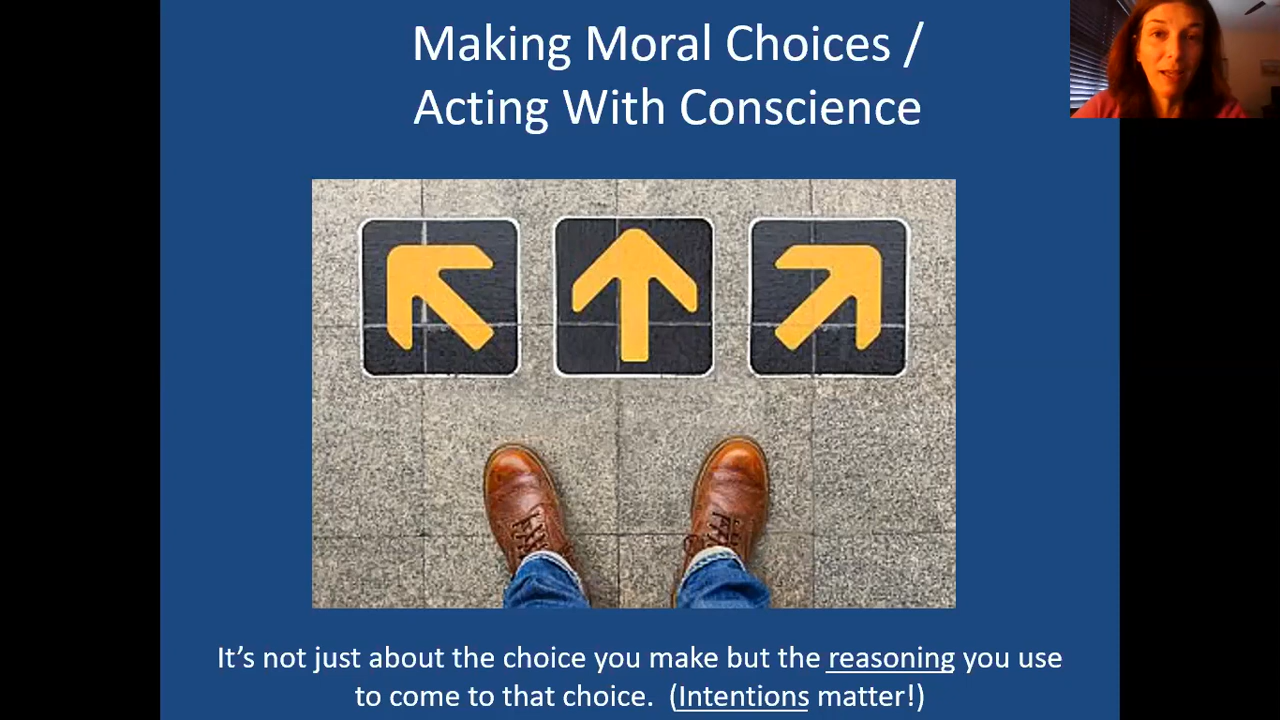 Making Moral Choices /
Acting With Conscience
It’s not just about the choice you make but the reasoning you use
to come to that choice.  (Intentions matter!)